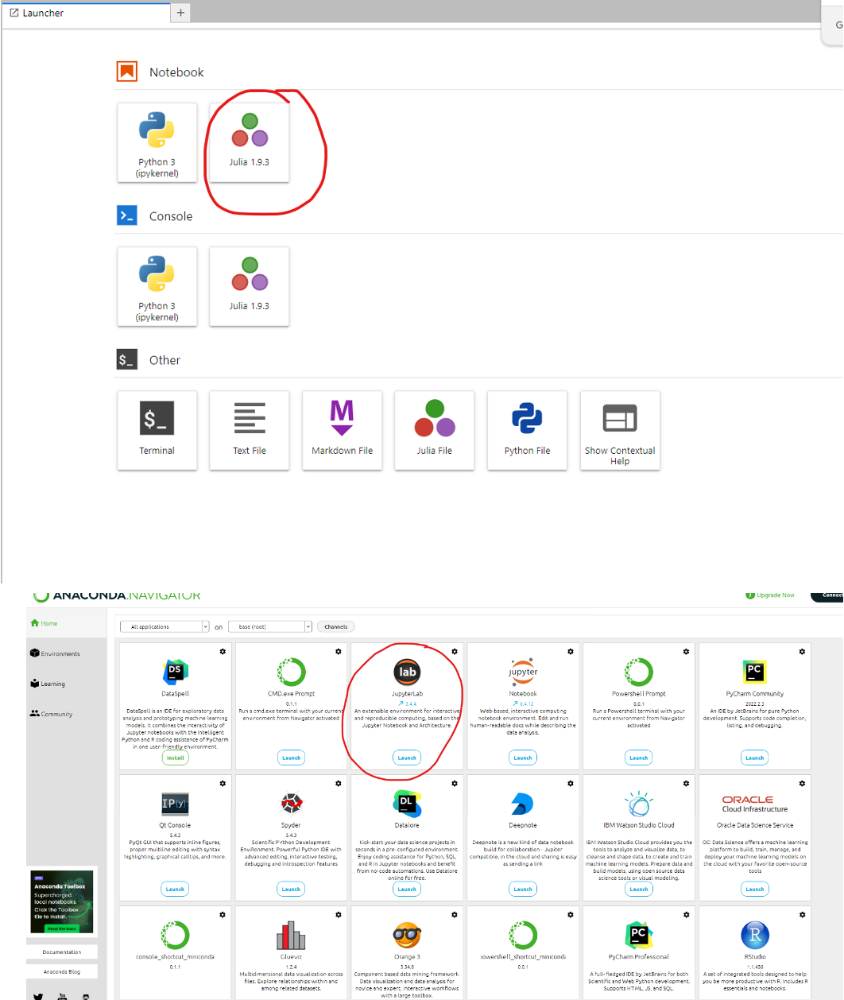 Launcher
+
G
Notebook
Python 3
(ipykernel)
Julia 1.9.3
Console
Python 3
(ipykernel)
Julia 1.9.3
$_
Other
$_
Terminal
Text File
M
Markdown File
Julia File
Python File
Show Contextual
Help
ANACONDA.NAVIGATOR
Upgrade Now
Connect
Home
Environments
Learning
Community
All applications
on
base (root)
Channels
DS
DataSpell
DataSpell is an IDE for exploratory data
analysis and prototyping machine learning
models. It combines the interactivity of
Jupyter notebooks with the intelligent
Python and R coding assistance of PyCharm
in one user-friendly environment.
Install
CMD.exe Prompt
0.1.1
Run a cmd.exe terminal with your current
environment from Navigator activated
Launch
lab
JupyterLab
3.4.4
An extensible environment for interactive
and reproducible computing, based on the
Jupyter Notebook and Architecture.
Launch
jupyter
Notebook
6.4.12
Web-based, interactive computing
notebook environment. Edit and run
human-readable docs while describing the
data analysis.
Launch
Powershell Prompt
0.0.1
Run a Powershell terminal with your
current environment from Navigator
activated
Launch
PC
PyCharm Community
2022.2.3
An IDE by JetBrains for pure Python
development. Supports code completion,
listing, and debugging.
Launch
IP[y]:
Qt Console
5.4.2
PyQt GUI that supports inline figures,
proper multiline editing with syntax
highlighting, graphical calltips, and more.
Launch
Spyder
5.4.3
Scientific PYthon Development
EnviRonment. Powerful Python IDE with
advanced editing, interactive testing,
debugging and introspection features
Launch
DL
Datalore
Kick-start your data science projects in
seconds in a pre-configured environment.
Enjoy coding assistance for Python, SQL,
and R in Jupyter notebooks and benefit
from no-code automations. Use Datalore
online for free.
Launch
Deepnote
Deepnote is a new kind of data notebook
build for collaboration - Jupiter
compatible, in the cloud and sharing is easy
as sending a link
Launch
IBM Watson Studio Cloud
IBM Watson Studio Cloud provides you the
tools to analyze and visualize data, to
cleanse and shape data, to create and train
machine learning models. Prepare data and
build models, using open source data
science tools or visual modeling.
Launch
ORACLE
Cloud Infrastructure
Oracle Data Science Service
OCI Data Science offers a machine learning
platform to build, train, manage, and
deploy your machine learning models on
the cloud with your favorite open-source
tools
Launch
NEW
Anaconda Toolbox
Supercharged
local notebooks.
Click the Toolbox
tile to install.
Read the Docs
Documentation
Anaconda Blog
console_shortcut_miniconda
0.1.1
Glueviz
1.2.4
Multidimensional data visualization across
files. Explore relationships within and
among related datasets.
Orange 3
3.34.0
Component based data mining framework.
Data visualization and data analysis for
novice and expert. Interactive workflows
with a large toolbox.
powershell_shortcut_miniconda
0.0.1
PC
PyCharm Professional
A full-fledged IDE by JetBrains for both
Scientific and Web Python development.
Supports HTML, JS, and SQL.
R
RStudio
1.1.456
A set of integrated tools designed to help
you be more productive with R. Includes R
essentials and notebooks.